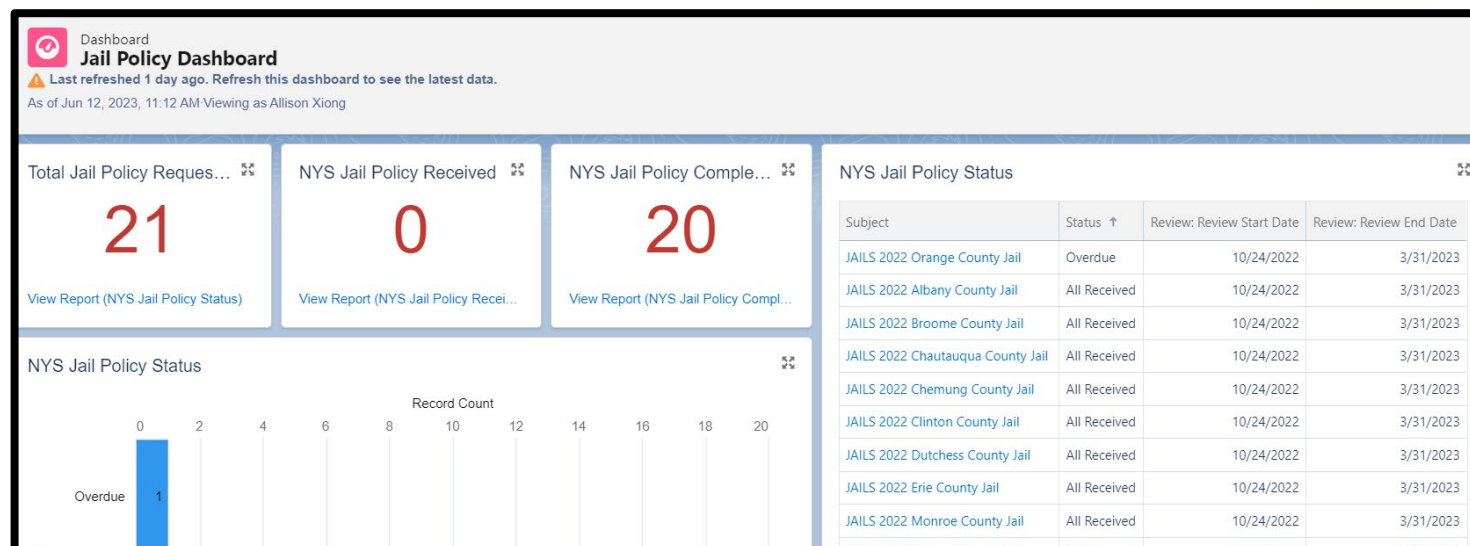 Dashboard
Jail Policy Dashboard
Last refreshed 1 day ago. Refresh this dashboard to see the latest data.
As of Jun 12, 2023, 11:12 AM·Viewing as Allison Xiong
Total Jail Policy Reques...
21
View Report (NYS Jail Policy Status)
NYS Jail Policy Received
0
View Report (NYS Jail Policy Recei...
NYS Jail Policy Comple...
20
View Report (NYS Jail Policy Compl...
NYS Jail Policy Status
Record Count
0 2 4 6 8 10 12 14 16 18 20
Overdue 1
NYS Jail Policy Status
Subject Status ↑ Review: Review Start Date Review: Review End Date
JAILS 2022 Orange County Jail Overdue 10/24/2022 3/31/2023
JAILS 2022 Albany County Jail All Received 10/24/2022 3/31/2023
JAILS 2022 Broome County Jail All Received 10/24/2022 3/31/2023
JAILS 2022 Chautauqua County Jail All Received 10/24/2022 3/31/2023
JAILS 2022 Chemung County Jail All Received 10/24/2022 3/31/2023
JAILS 2022 Clinton County Jail All Received 10/24/2022 3/31/2023
JAILS 2022 Dutchess County Jail All Received 10/24/2022 3/31/2023
JAILS 2022 Erie County Jail All Received 10/24/2022 3/31/2023
JAILS 2022 Monroe County Jail All Received 10/24/2022 3/31/2023